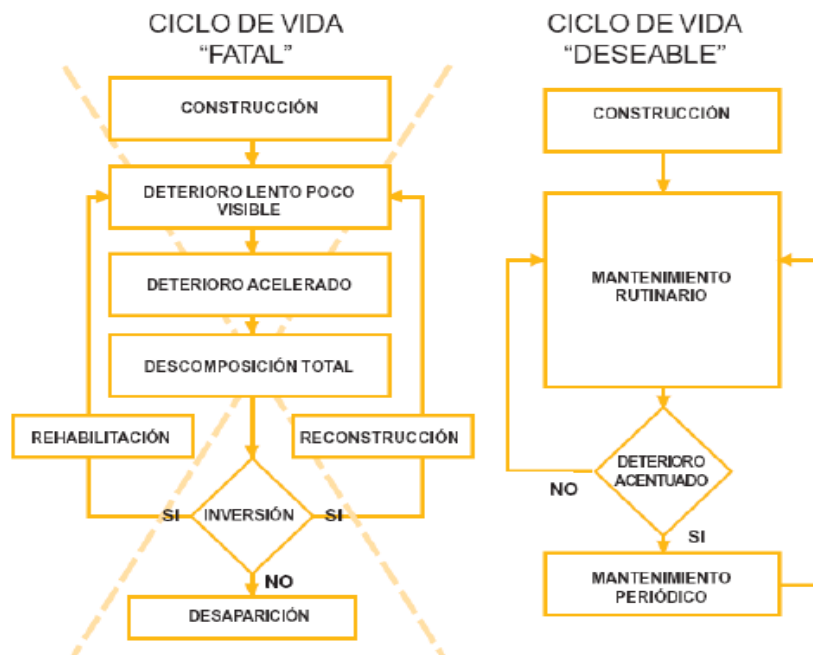 CICLO DE VIDA
“FATAL”
CONSTRUCCIÓN
DETERIORO LENTO POCO
VISIBLE
DETERIORO ACELERADO
DESCOMPOSICIÓN TOTAL
REHABILITACIÓN
RECONSTRUCCIÓN
SI
INVERSIÓN
SI
NO
DESAPARICIÓN
CICLO DE VIDA
“DESEABLE”
CONSTRUCCIÓN
MANTENIMIENTO
RUTINARIO
DETERIORO
ACENTUADO
NO
SI
MANTENIMIENTO
PERIÓDICO